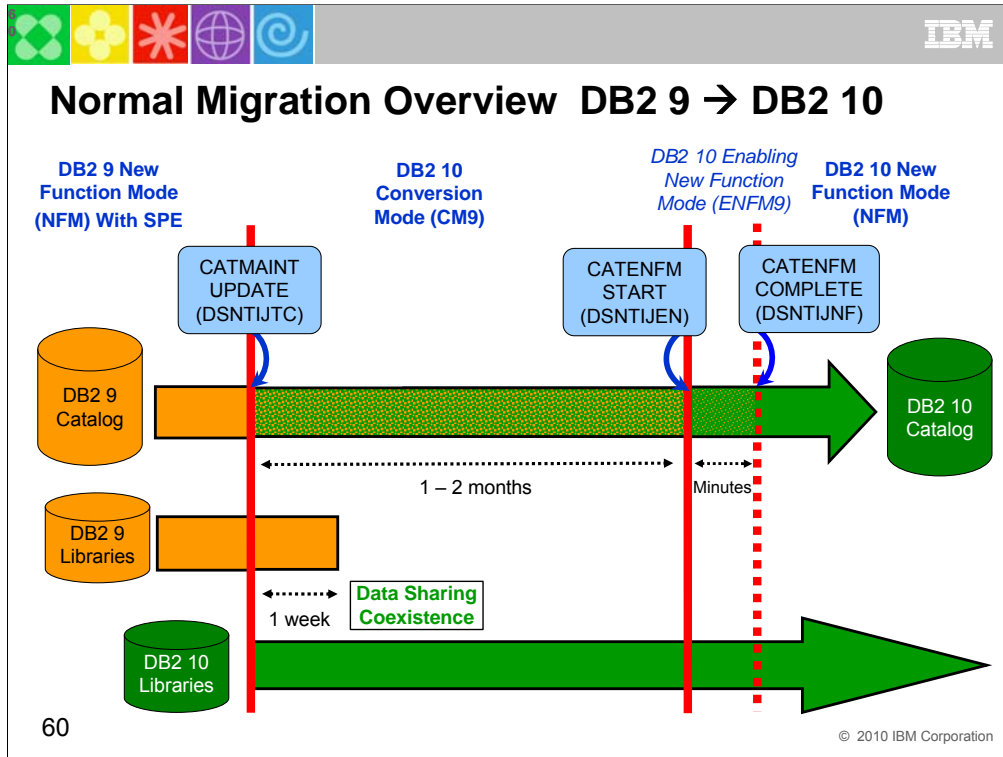 6
0
IBM
Normal Migration Overview DB2 9 → DB2 10
DB2 9 New
Function Mode
(NFM) With SPE
DB2 10
Conversion
Mode (CM9)
DB2 10 Enabling
New Function
Mode (ENFM9)
DB2 10 New
Function Mode
(NFM)
CATMAINT
UPDATE
(DSNTIJTC)
CATENFM
START
(DSNTIJEN)
CATENFM
COMPLETE
(DSNTIJNF)
DB2 9
Catalog
DB2 10
Catalog
1 – 2 months
Minutes
DB2 9
Libraries
1 week
Data Sharing
Coexistence
DB2 10
Libraries
60
© 2010 IBM Corporation